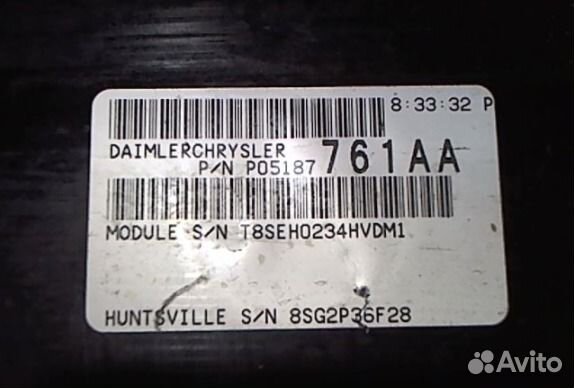 8:33:32 P
DAIMLERCHRYSLER
P/N P05187 761AA
MODULE S/N T8SEH0234HVDM1
HUNTSVILLE S/N 8SG2P36F28
Avito